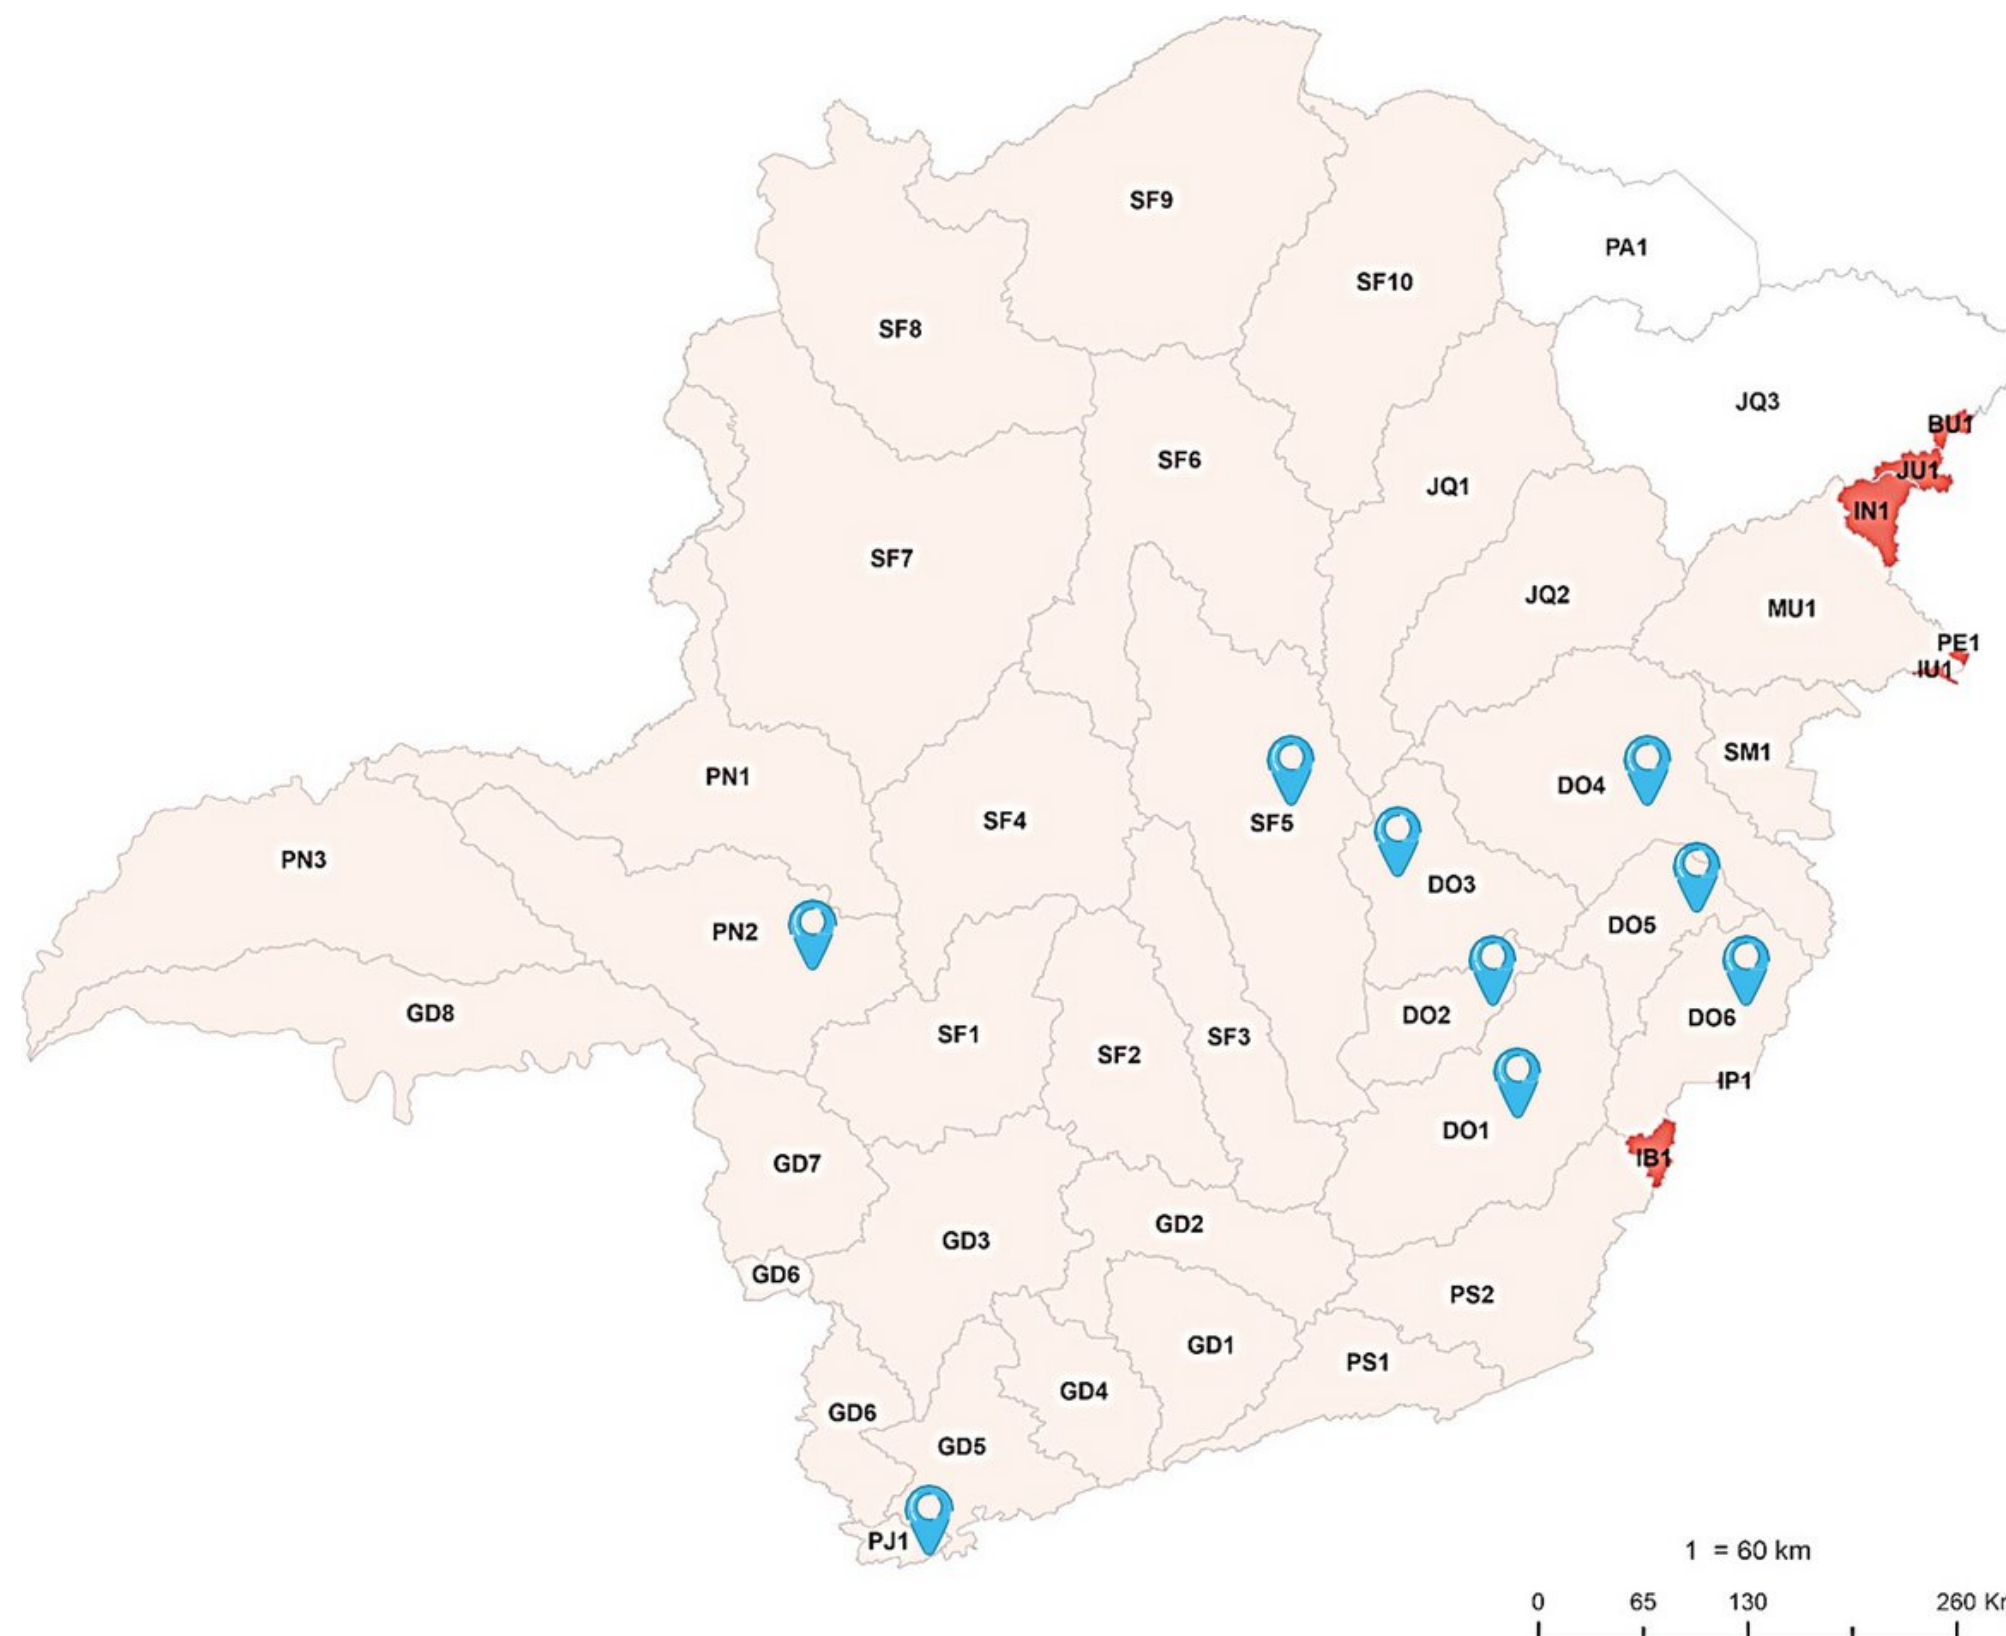 SF9
PA1
SF10
SF8
JQ3
BU1
SF6
JU1
JQ1
IN1
SF7
JQ2
MU1
PE1
IU1
SM1
PN1
DO4
SF4
SF5
PN3
DO3
DO5
PN2
GD8
DO2
DO6
SF1
SF3
SF2
IP1
DO1
IB1
GD7
GD2
GD3
GD6
PS2
GD1
PS1
GD4
GD6
GD5
PJ1
1 = 60 km
0 65 130 260 Kr